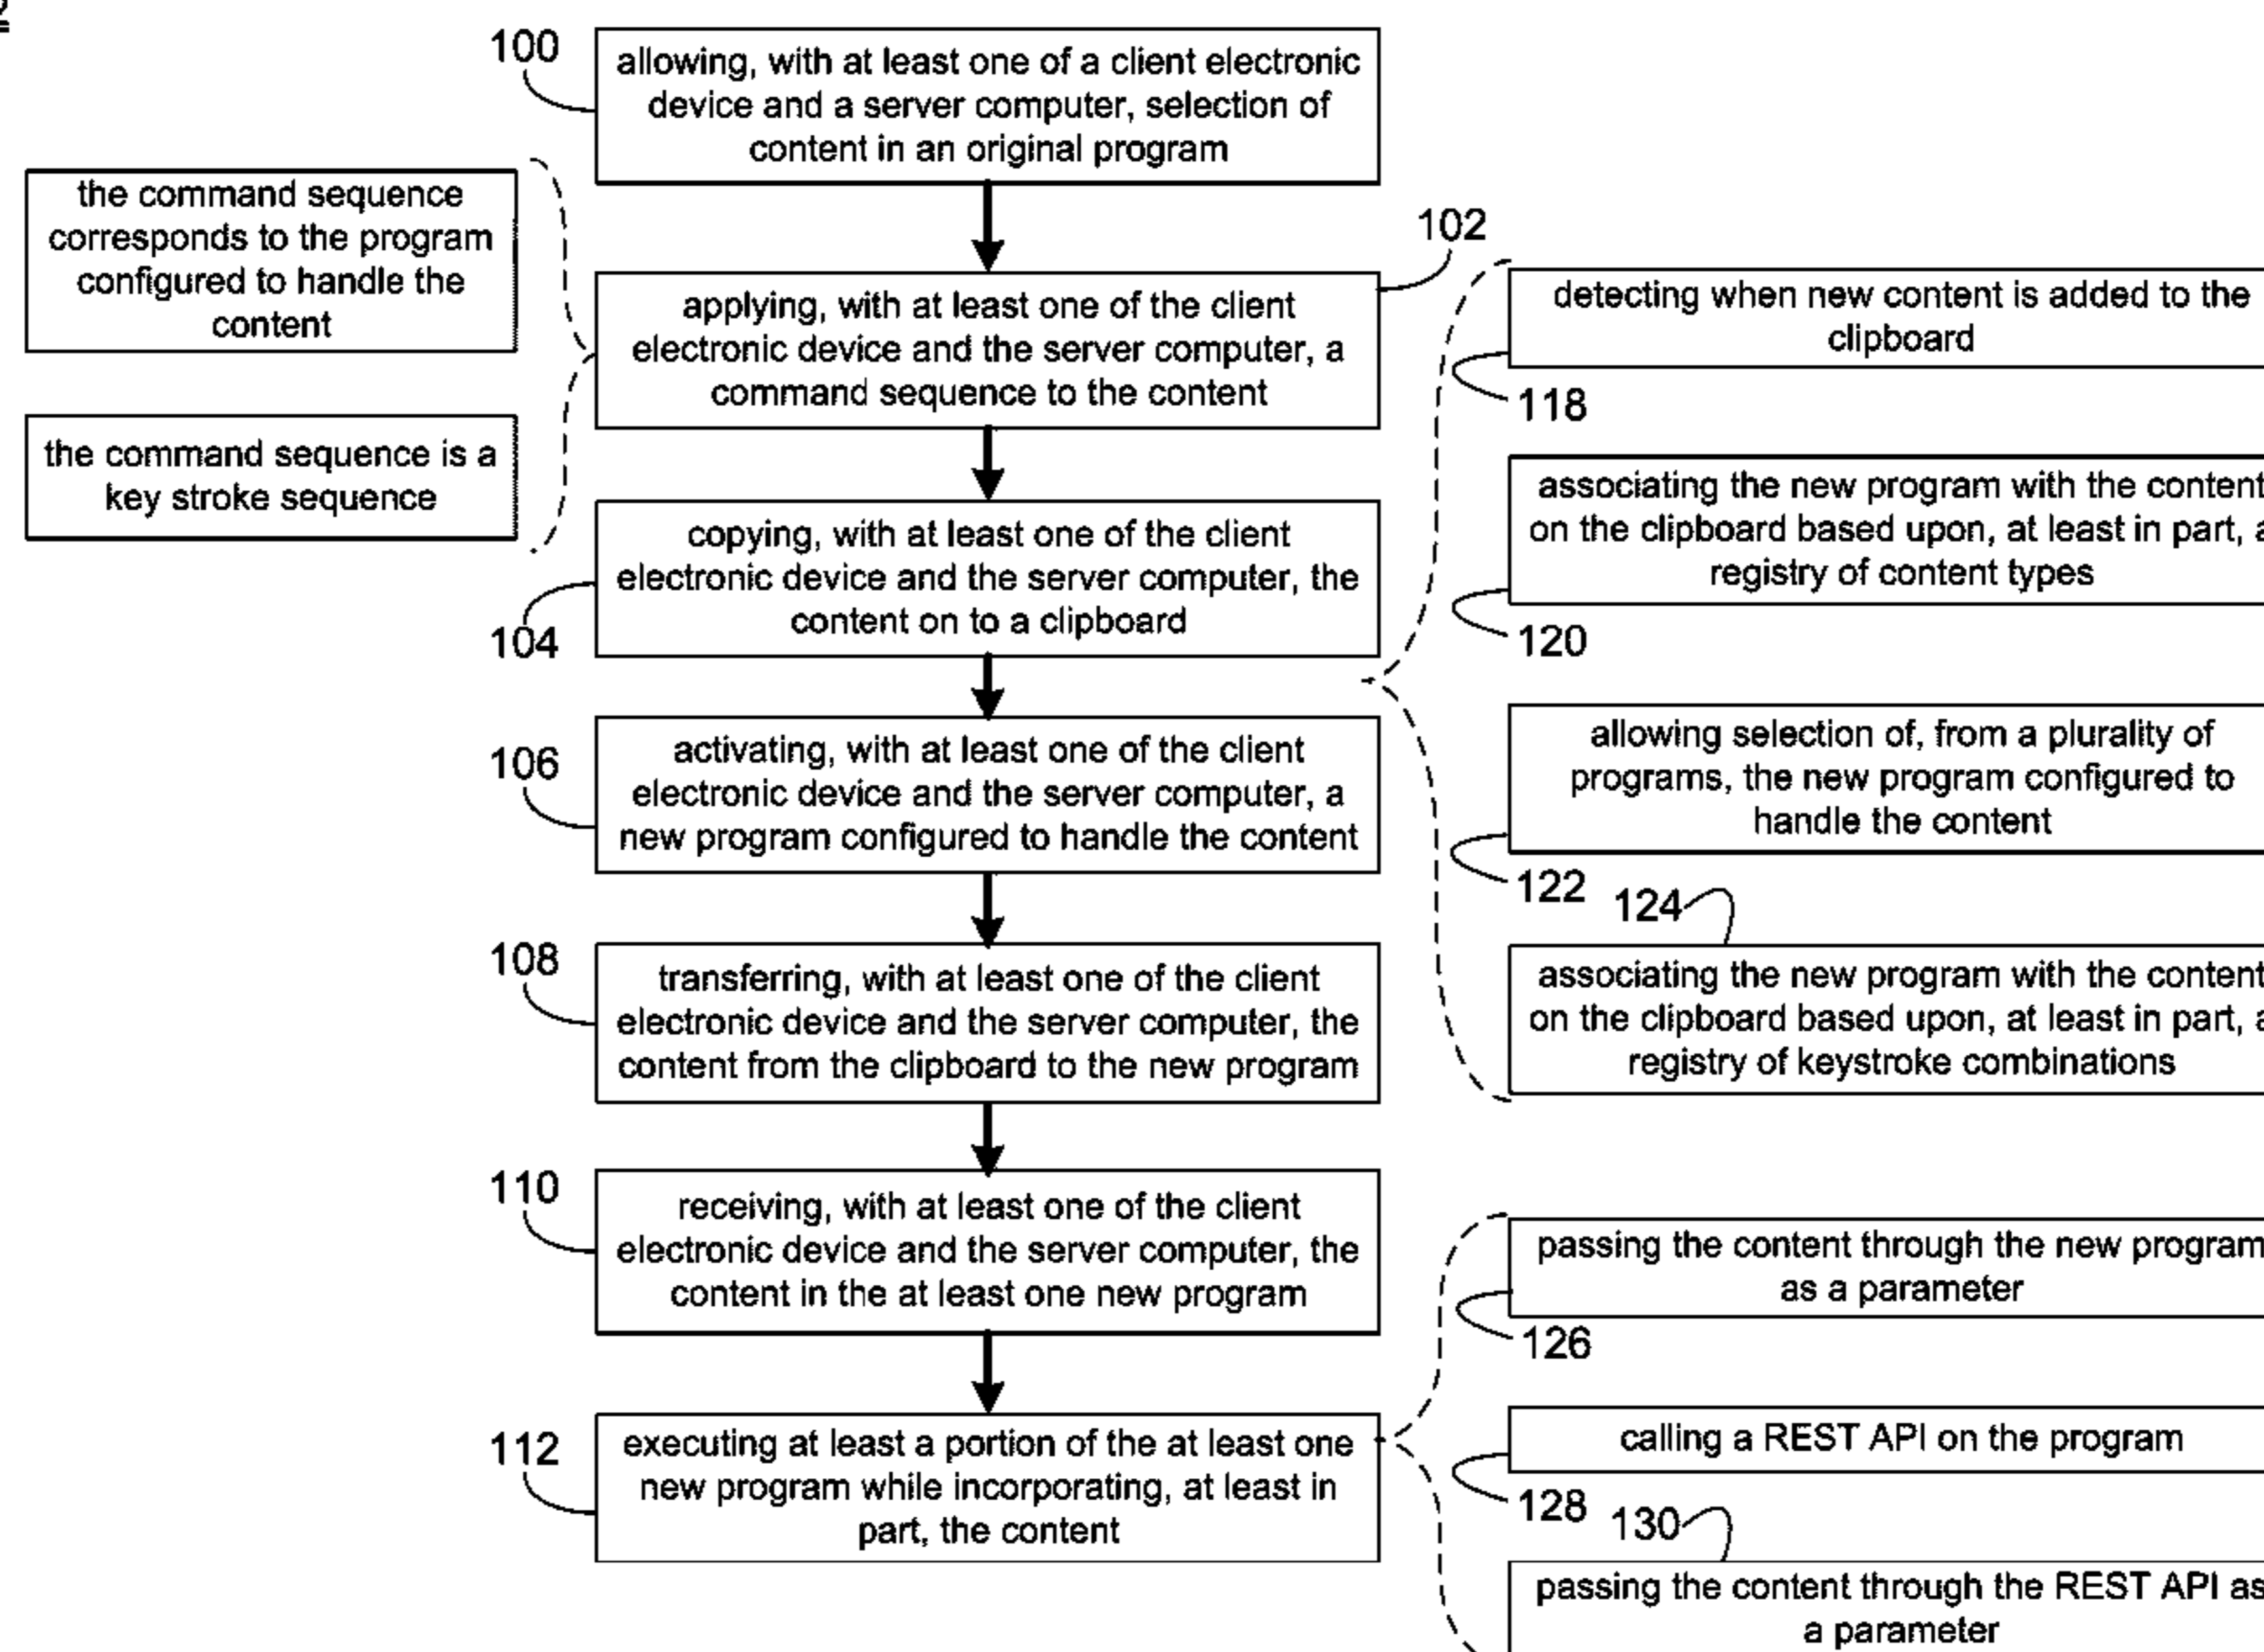 100
allowing, with at least one of a client electronic
device and a server computer, selection of
content in an original program
the command sequence
corresponds to the program
configured to handle the
content
the command sequence is a
key stroke sequence
102
applying, with at least one of the client
electronic device and the server computer, a
command sequence to the content
104
copying, with at least one of the client
electronic device and the server computer, the
content on to a clipboard
106
activating, with at least one of the client
electronic device and the server computer, a
new program configured to handle the content
108
transferring, with at least one of the client
electronic device and the server computer, the
content from the clipboard to the new program
110
receiving, with at least one of the client
electronic device and the server computer, the
content in the at least one new program
112
executing at least a portion of the at least one
new program while incorporating, at least in
part, the content
detecting when new content is added to the
clipboard
118
associating the new program with the content
on the clipboard based upon, at least in part, a
registry of content types
120
allowing selection of, from a plurality of
programs, the new program configured to
handle the content
122
124
associating the new program with the content
on the clipboard based upon, at least in part, a
registry of keystroke combinations
passing the content through the new program
as a parameter
126
calling a REST API on the program
128
130
passing the content through the REST API as
a parameter